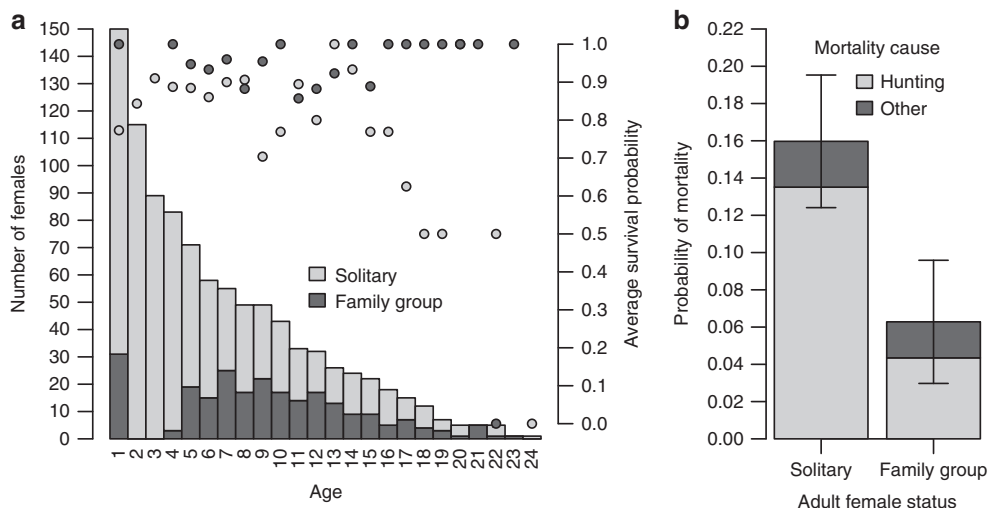 a
150
140
130
120
110
100
90
80
70
60
50
40
30
20
10
0
Number of females
1 2 3 4 5 6 7 8 9 10 11 12 13 14 15 16 17 18 19 20 21 22 23 24
Age
Solitary
Family group
1.0
0.9
0.8
0.7
0.6
0.5
0.4
0.3
0.2
0.1
0.0
Average survival probability
b
0.22
0.20
0.18
0.16
0.14
0.12
0.10
0.08
0.06
0.04
0.02
0.00
Probability of mortality
Mortality cause
Hunting
Other
Solitary Family group
Adult female status